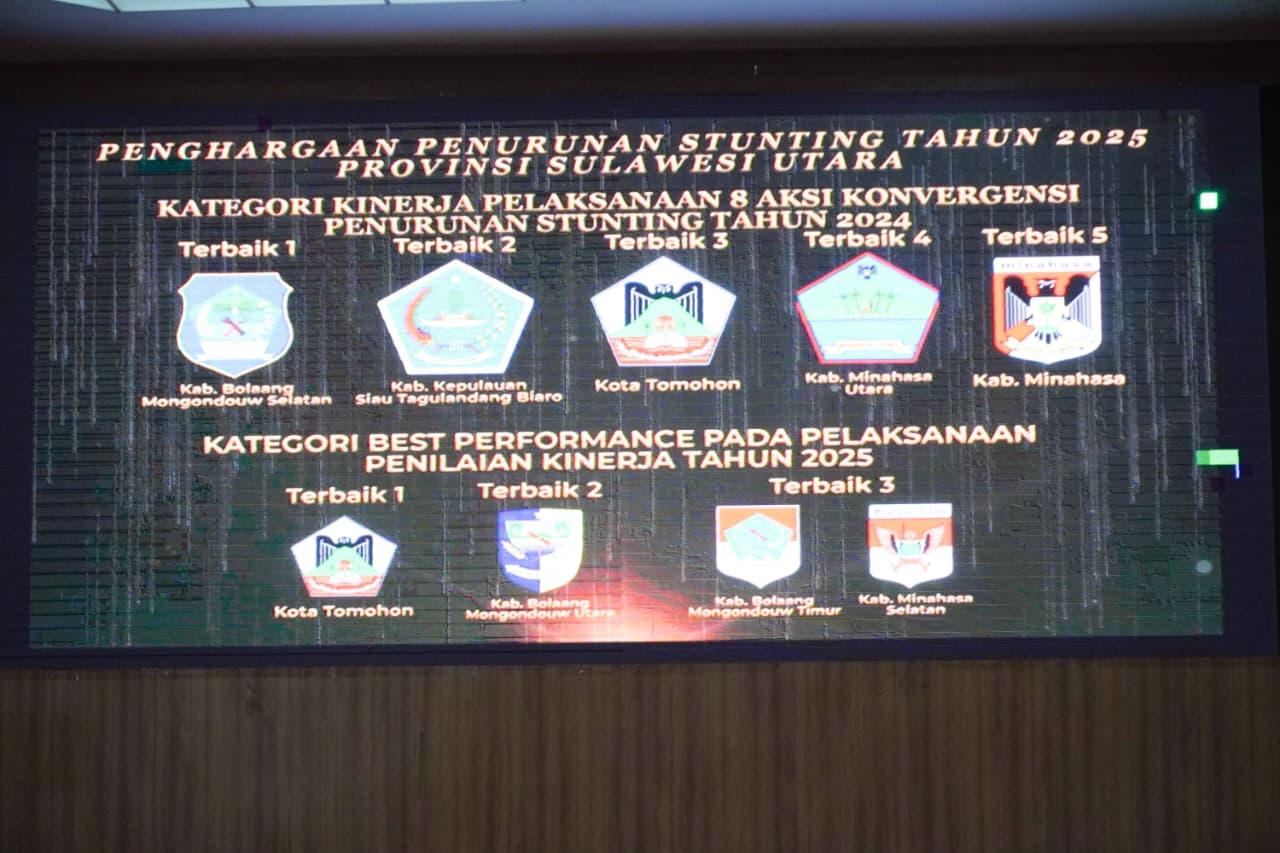 PENGHARGAAN PENURUNAN STUNTING TAHUN 2025
PROVINSI SULAWESI UTARA
KATEGORI KINERJA PELAKSANAAN 8 AKSI KONVERGENSI
PENURUNAN STUNTING TAHUN 2024
Terbaik 1 Terbaik 2 Terbaik 3 Terbaik 4 Terbaik 5
minahasa
Kab. Bolaang
Mongondouw Selatan
Kab. Kepulauan
Siau Tagulandang Biaro
Kota Tomohon
Kab. Minahasa
Utara
Kab. Minahasa
KATEGORI BEST PERFORMANCE PADA PELAKSANAAN
PENILAIAN KINERJA TAHUN 2025
Terbaik 1 Terbaik 2 Terbaik 3
Kota Tomohon
Kab. Bolaang
Mongondouw Utara
Kab. Bolaang
Mongondouw Timur
Kab. Minahasa
Selatan